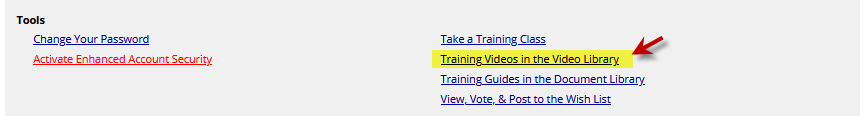 Tools
Change Your Password
Activate Enhanced Account Security
Take a Training Class
Training Videos in the Video Library
Training Guides in the Document Library
View, Vote, & Post to the Wish List